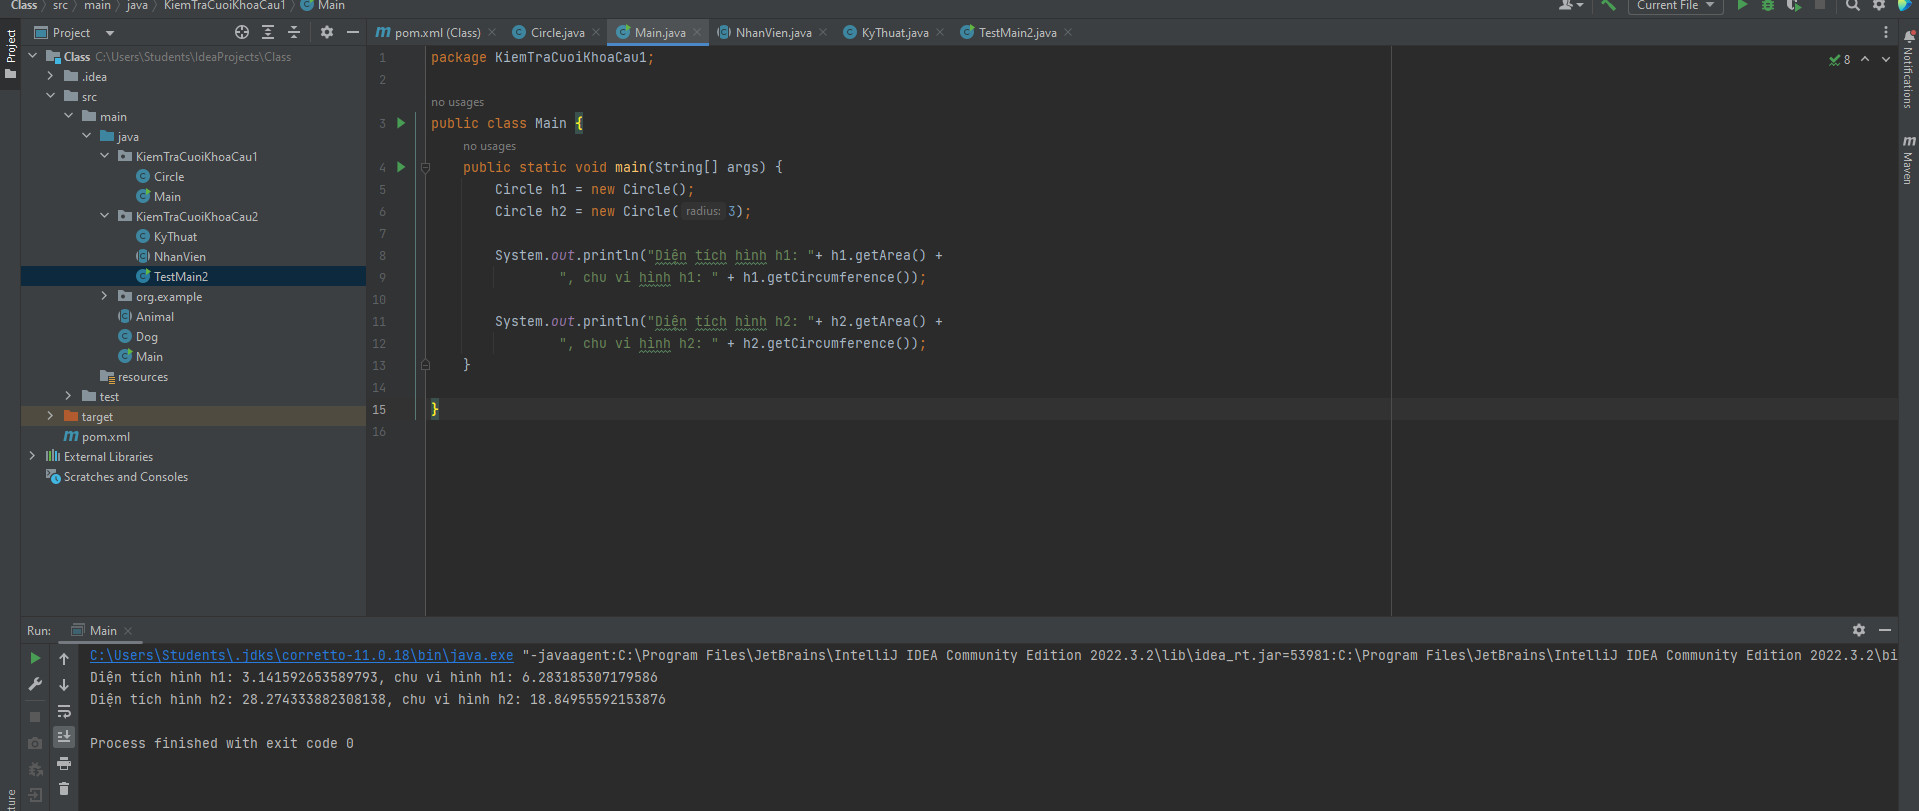 Class > src > main > java > KiemTraCuoiKhoaCau1 > Main
Current File
Project
Project
pom.xml (Class)
Circle.java
Main.java
NhanVien.java
KyThuat.java
TestMain2.java
Notifications
Maven
Class C:\Users\Students\IdeaProjects\Class
.idea
src
main
java
KiemTraCuoiKhoaCau1
Circle
Main
KiemTraCuoiKhoaCau2
KyThuat
NhanVien
TestMain2
org.example
Animal
Dog
Main
resources
test
target
pom.xml
External Libraries
Scratches and Consoles
8
1 package KiemTraCuoiKhoaCau1;
2
no usages
3 public class Main {
no usages
4 public static void main(String[] args) {
5 Circle h1 = new Circle();
6 Circle h2 = new Circle( radius: 3);
7
8 System.out.println("Diện tích hình h1: "+ h1.getArea() +
9 ", chu vi hình h1: " + h1.getCircumference());
10
11 System.out.println("Diện tích hình h2: "+ h2.getArea() +
12 ", chu vi hình h2: " + h2.getCircumference());
13 }
14
15 }
16
Run: Main
C:\Users\Students\.jdks\corretto-11.0.18\bin\java.exe "-javaagent:C:\Program Files\JetBrains\IntelliJ IDEA Community Edition 2022.3.2\lib\idea_rt.jar=53981:C:\Program Files\JetBrains\IntelliJ IDEA Community Edition 2022.3.2\bi
Diện tích hình h1: 3.141592653589793, chu vi hình h1: 6.283185307179586
Diện tích hình h2: 28.274333882308138, chu vi hình h2: 18.84955592153876
Process finished with exit code 0